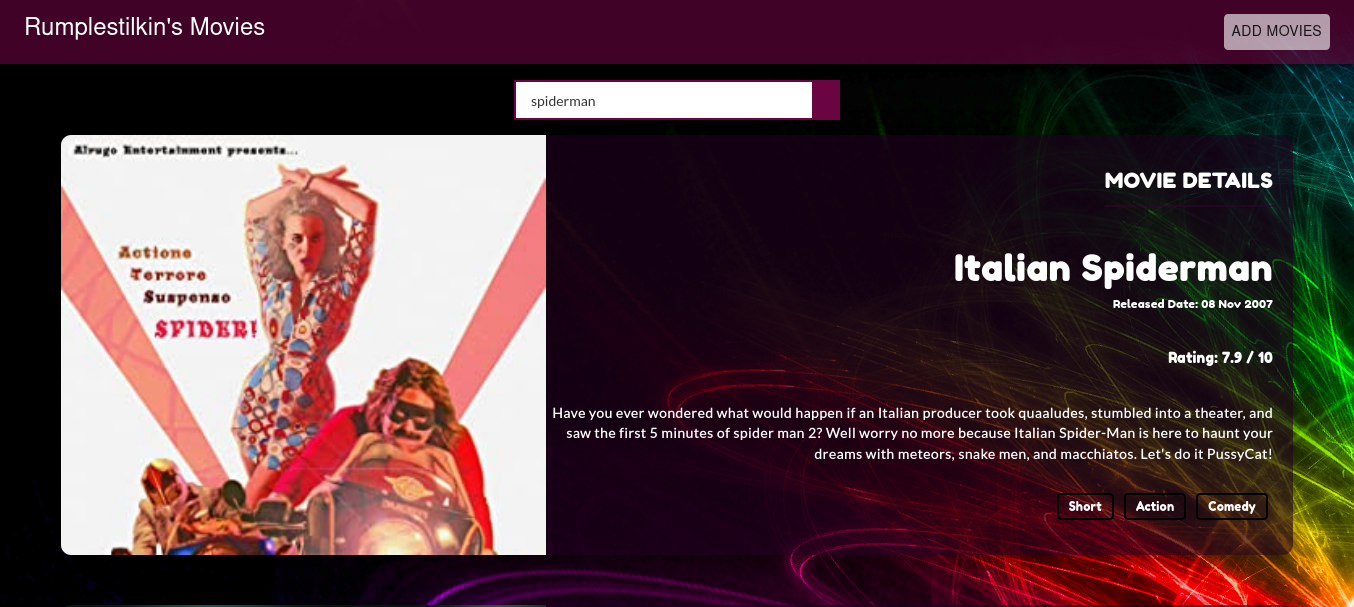 Rumplestilkin's Movies
ADD MOVIES
spiderman
Alrugo Entertainment presents...
Actione
Terrore
Suspenso
SPIDER!
MOVIE DETAILS
Italian Spiderman
Released Date: 08 Nov 2007
Rating: 7.9 / 10
Have you ever wondered what would happen if an Italian producer took quaaludes, stumbled into a theater, and
saw the first 5 minutes of spider man 2? Well worry no more because Italian Spider-Man is here to haunt your
dreams with meteors, snake men, and macchiatos. Let's do it PussyCat!
Short Action Comedy